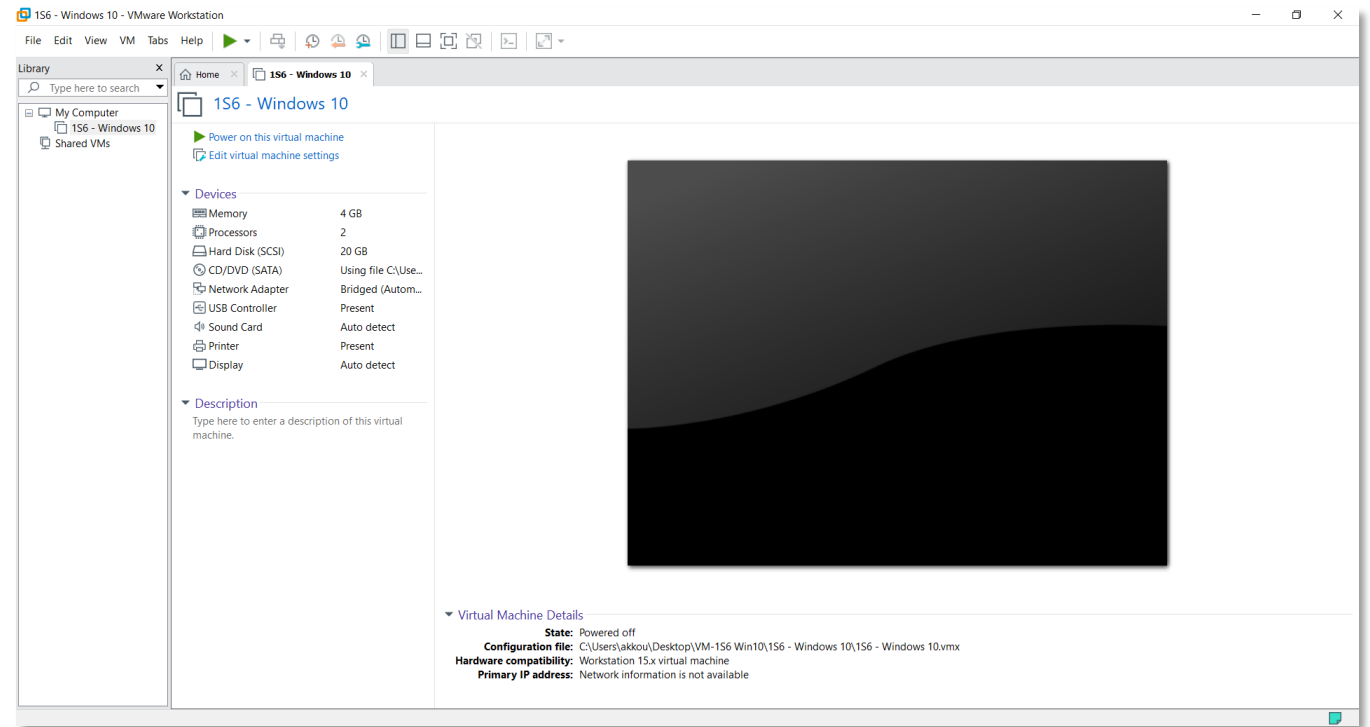 1S6 - Windows 10 - VMware Workstation
File Edit View VM Tabs Help
Library
Type here to search
My Computer
1S6 - Windows 10
Shared VMs
Home
1S6 - Windows 10
1S6 - Windows 10
Power on this virtual machine
Edit virtual machine settings
Devices
Memory 4 GB
Processors 2
Hard Disk (SCSI) 20 GB
CD/DVD (SATA) Using file C:\Use...
Network Adapter Bridged (Autom...
USB Controller Present
Sound Card Auto detect
Printer Present
Display Auto detect
Description
Type here to enter a description of this virtual
machine.
Virtual Machine Details
State: Powered off
Configuration file: C:\Users\akkou\Desktop\VM-1S6 Win10\1S6 - Windows 10\1S6 - Windows 10.vmx
Hardware compatibility: Workstation 15.x virtual machine
Primary IP address: Network information is not available